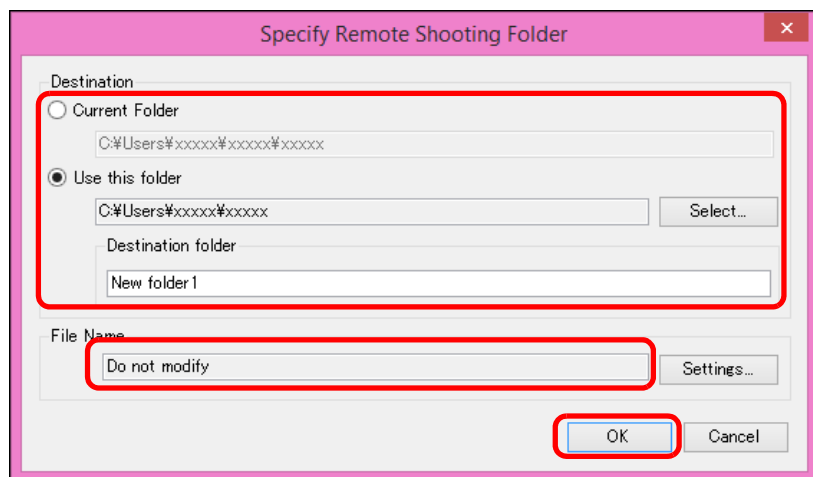 Specify Remote Shooting Folder
Destination
Current Folder
C:¥Users¥xxxxx¥xxxxx¥xxxxx
Use this folder
C:¥Users¥xxxxx¥xxxxx
Select...
Destination folder
New folder1
File Name
Do not modify
Settings...
OK
Cancel